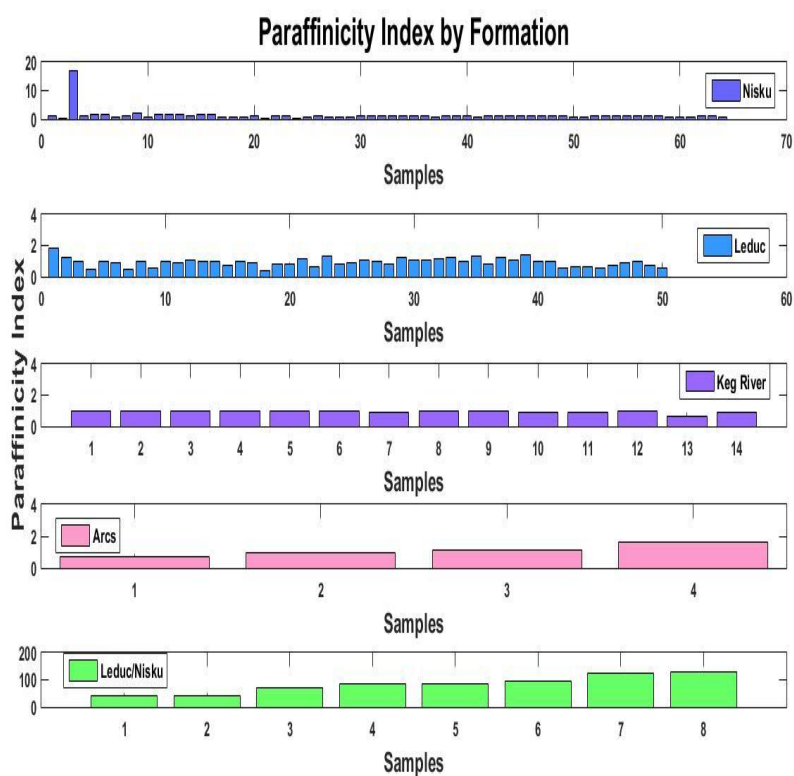 Paraffinicity Index by Formation
20
10
0
0 10 20 30 40 50 60 70
Nisku
Samples
4
2
0
0 10 20 30 40 50 60
Leduc
Samples
Paraffinicity Index
4
2
0
1 2 3 4 5 6 7 8 9 10 11 12 13 14
Keg River
Samples
4
2
0
1 2 3 4
Arcs
Samples
200
100
0
1 2 3 4 5 6 7 8
Leduc/Nisku
Samples